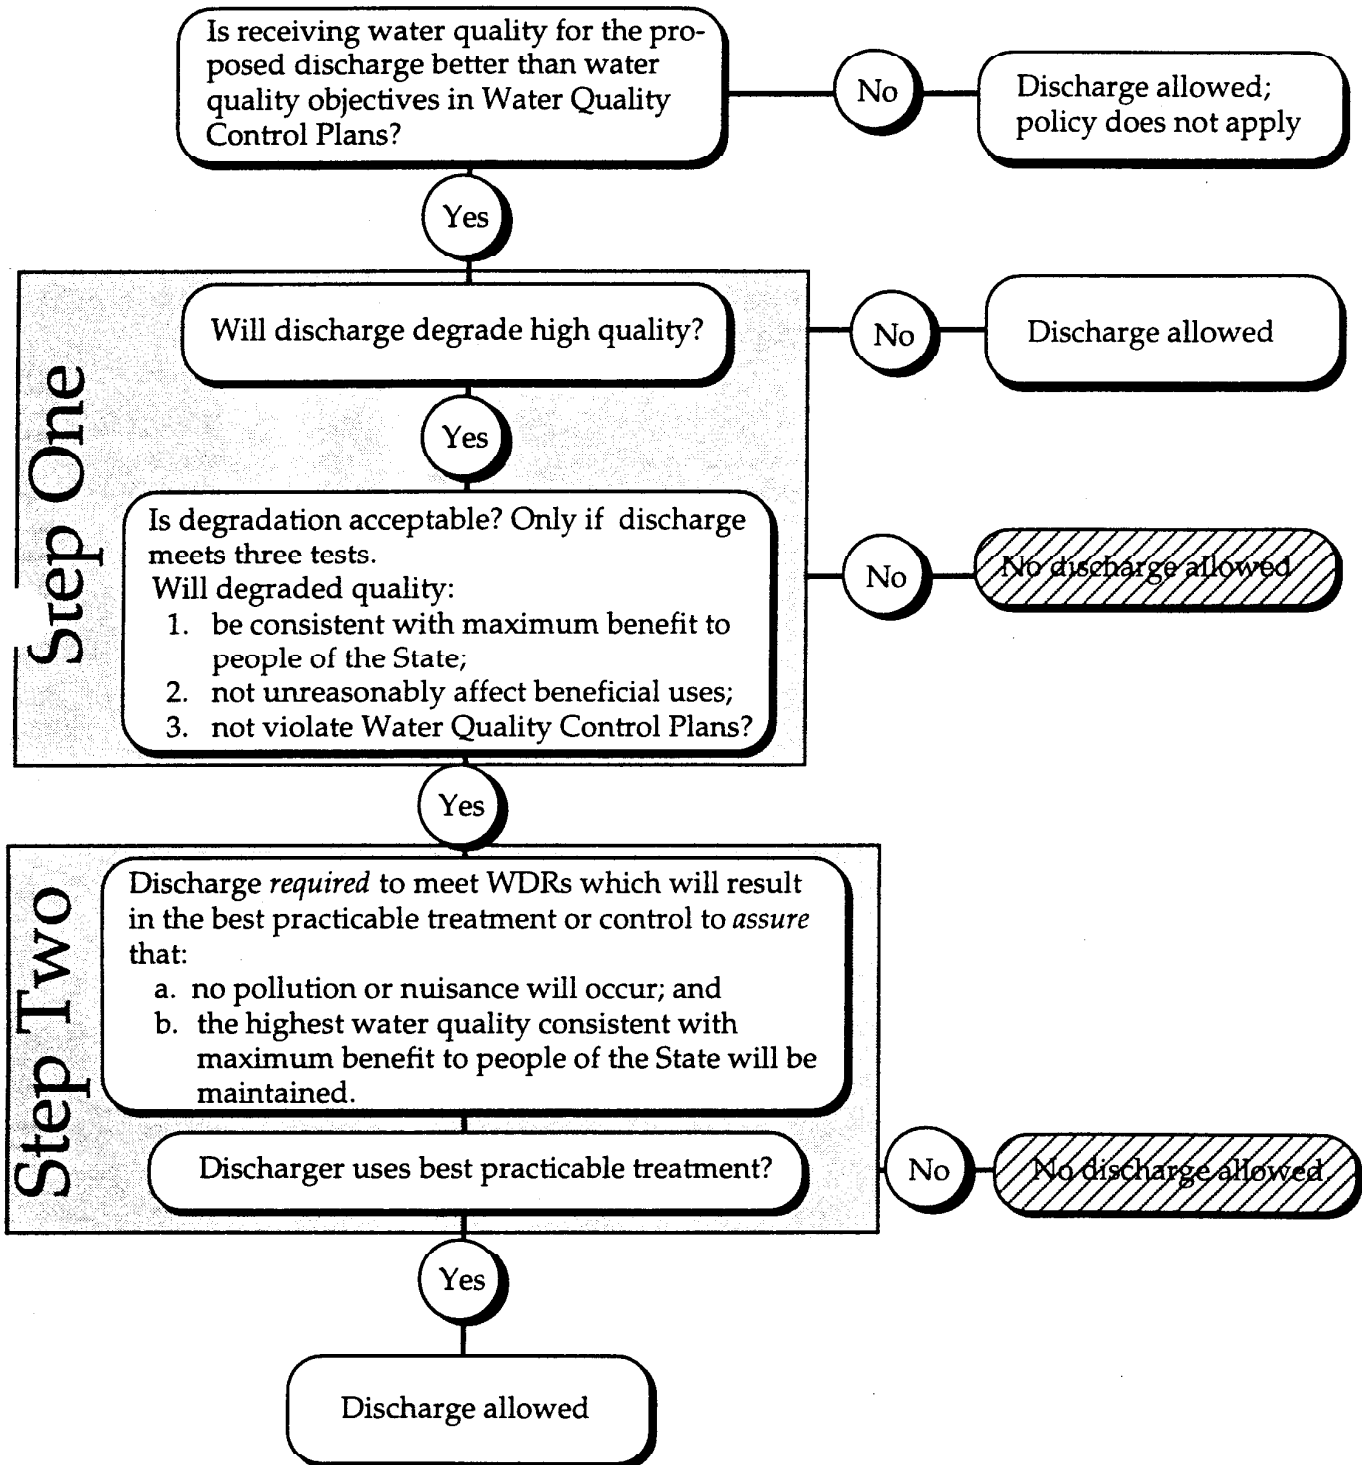 Is receiving water quality for the pro-
posed discharge better than water
quality objectives in Water Quality
Control Plans?
No
Discharge allowed;
policy does not apply
Yes
Step One
Will discharge degrade high quality?
No
Discharge allowed
Yes
Is degradation acceptable? Only if discharge
meets three tests.
Will degraded quality:
1. be consistent with maximum benefit to
people of the State;
2. not unreasonably affect beneficial uses;
3. not violate Water Quality Control Plans?
No
No discharge allowed
Yes
Step Two
Discharge required to meet WDRs which will result
in the best practicable treatment or control to assure
that:
a. no pollution or nuisance will occur; and
b. the highest water quality consistent with
maximum benefit to people of the State will be
maintained.
Discharger uses best practicable treatment?
No
No discharge allowed
Yes
Discharge allowed